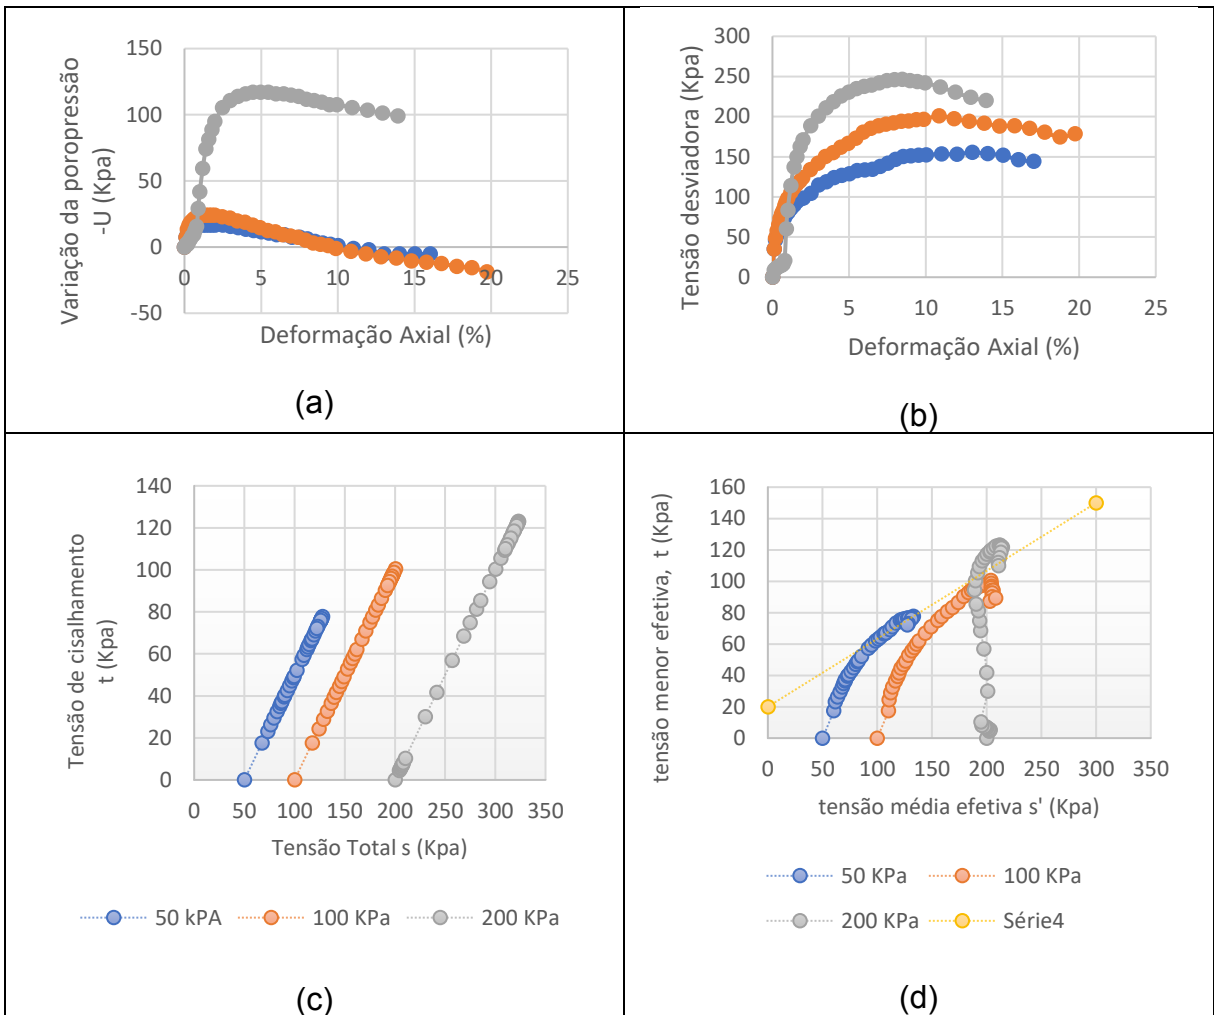 Variação da poropressão
-U (Kpa)
150
100
50
0
-50
0 5 10 15 20 25
Deformação Axial (%)
(a)
Tensão desviadora (Kpa)
300
250
200
150
100
50
0
0 5 10 15 20 25
Deformação Axial (%)
(b)
Tensão de cisalhamento
t (Kpa)
140
120
100
80
60
40
20
0
0 50 100 150 200 250 300 350
Tensão Total s (Kpa)
50 kPA 100 KPa 200 KPa
(c)
tensão menor efetiva, t (Kpa)
160
140
120
100
80
60
40
20
0
0 50 100 150 200 250 300 350
tensão média efetiva s' (Kpa)
50 KPa 100 KPa
200 KPa Série4
(d)